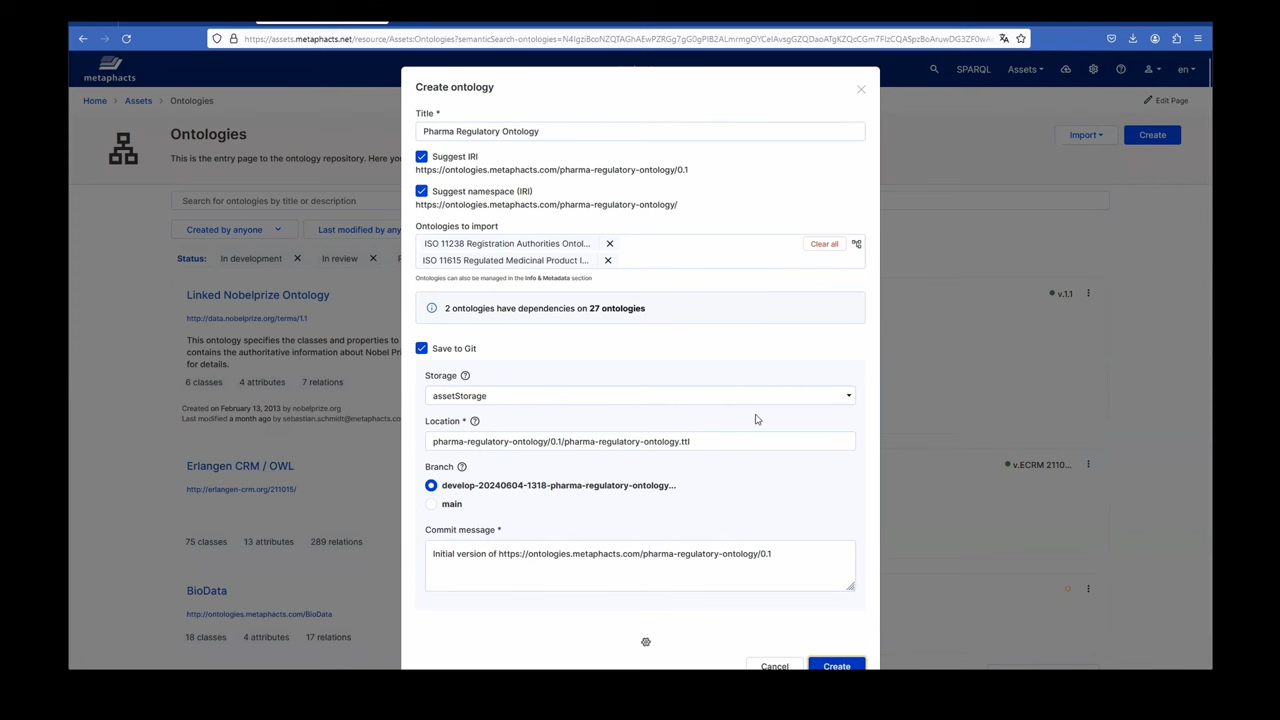 https://assets.metaphacts.net/resource/Assets:Ontologies?semanticSearch-ontologies=
metaphacts
SPARQL
Assets
en
Home > Assets > Ontologies
Edit Page
Ontologies
This is the entry page to the ontology repository. Here you
Import
Create
Search for ontologies by title or description
Created by anyone
Last modified by any
Status:
In development
In review
Linked Nobelprize Ontology
v.1.1
http://data.nobelprize.org/terms/1.1
This ontology specifies the classes and properties to
contains the authoritative information about Nobel Pri
for details.
6 classes
4 attributes
7 relations
Created on February 13, 2013 by nobelprize.org
Last modified a month ago by sebastian.schmidt@metaphacts.co
Erlangen CRM / OWL
v.ECRM 2110...
http://erlangen-crm.org/211015/
75 classes
13 attributes
289 relations
BioData
http://ontologies.metaphacts.com/BioData
18 classes
4 attributes
17 relations
Create ontology
Title *
Pharma Regulatory Ontology
Suggest IRI
https://ontologies.metaphacts.com/pharma-regulatory-ontology/0.1
Suggest namespace (IRI)
https://ontologies.metaphacts.com/pharma-regulatory-ontology/
Ontologies to import
ISO 11238 Registration Authorities Ontol...
Clear all
ISO 11615 Regulated Medicinal Product I...
Ontologies can also be managed in the Info & Metadata section
2 ontologies have dependencies on 27 ontologies
Save to Git
Storage
assetStorage
Location *
pharma-regulatory-ontology/0.1/pharma-regulatory-ontology.ttl
Branch
develop-20240604-1318-pharma-regulatory-ontology...
main
Commit message *
Initial version of https://ontologies.metaphacts.com/pharma-regulatory-ontology/0.1
Cancel
Create